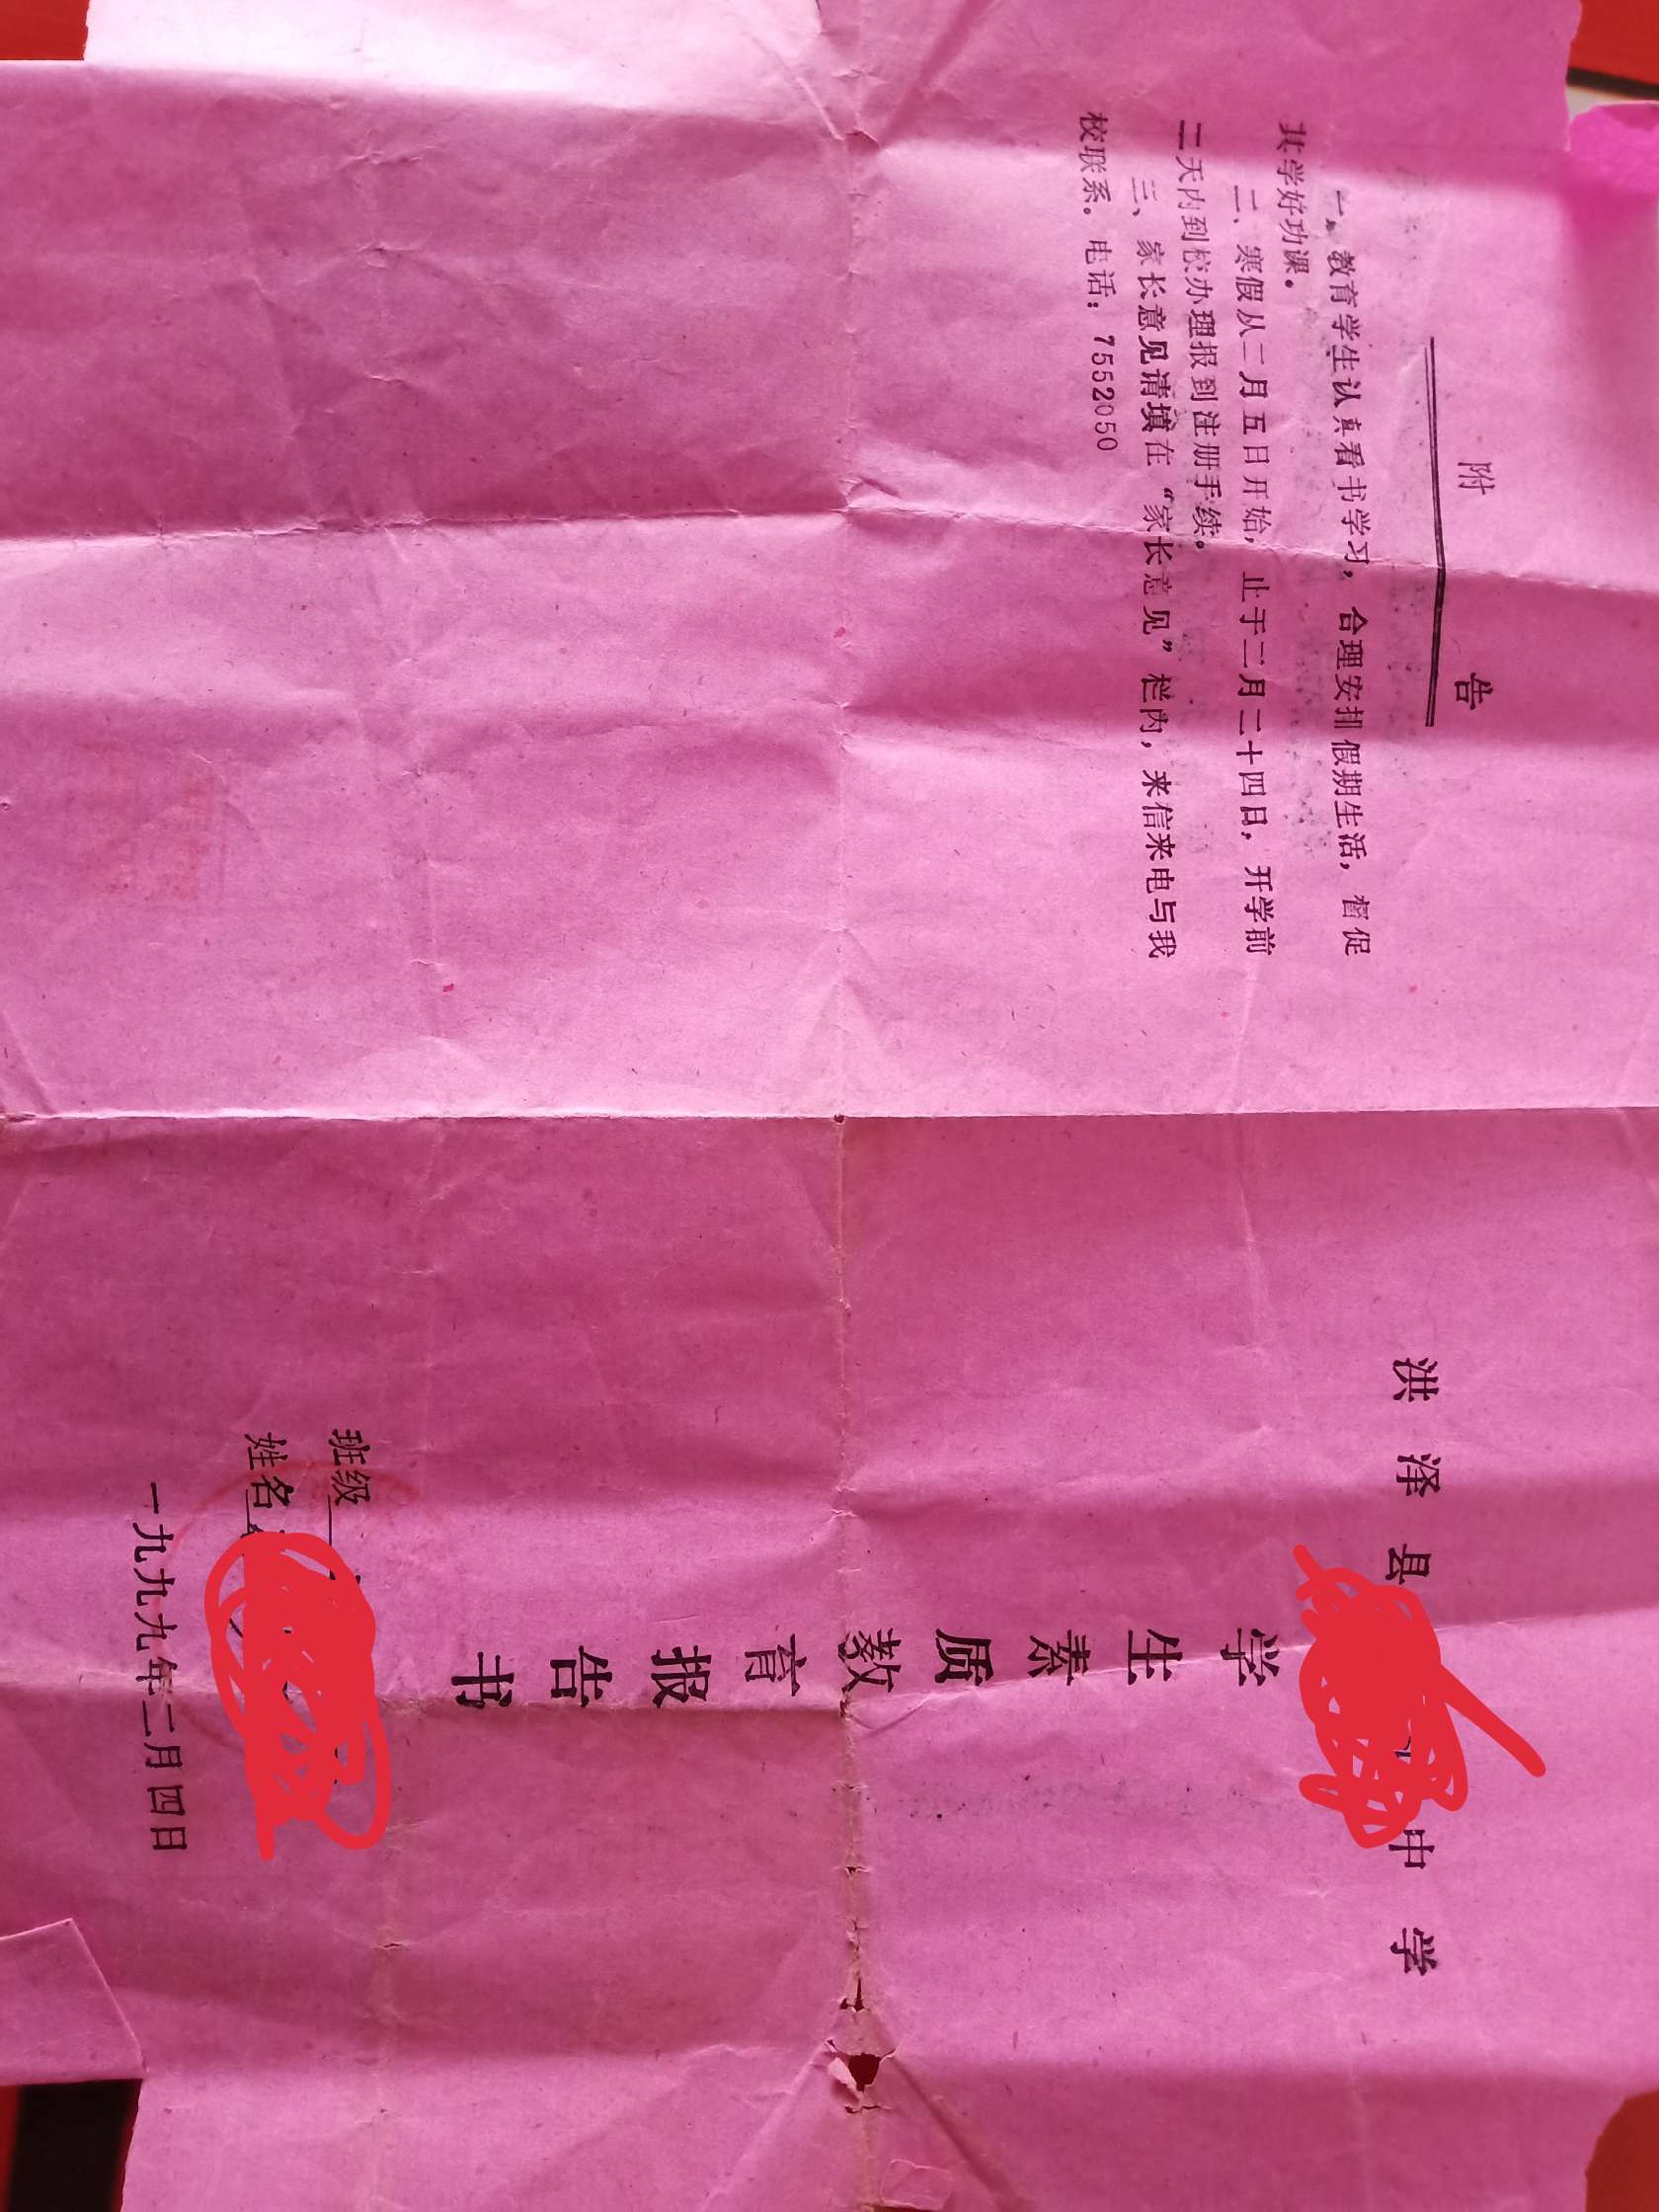 附 告
一、教育学生认真看书学习，合理安排假期生活，督促
其学好功课。
二、寒假从二月五日开始，止于二月二十四日，开学前
二天内到校办理报到注册手续。
三、家长意见请填在“家长意见”栏内，来信来电与我
校联系。电话：7552050
洪泽县
中学
学生素质教育报告书
班级
姓名
一九九九年二月四日